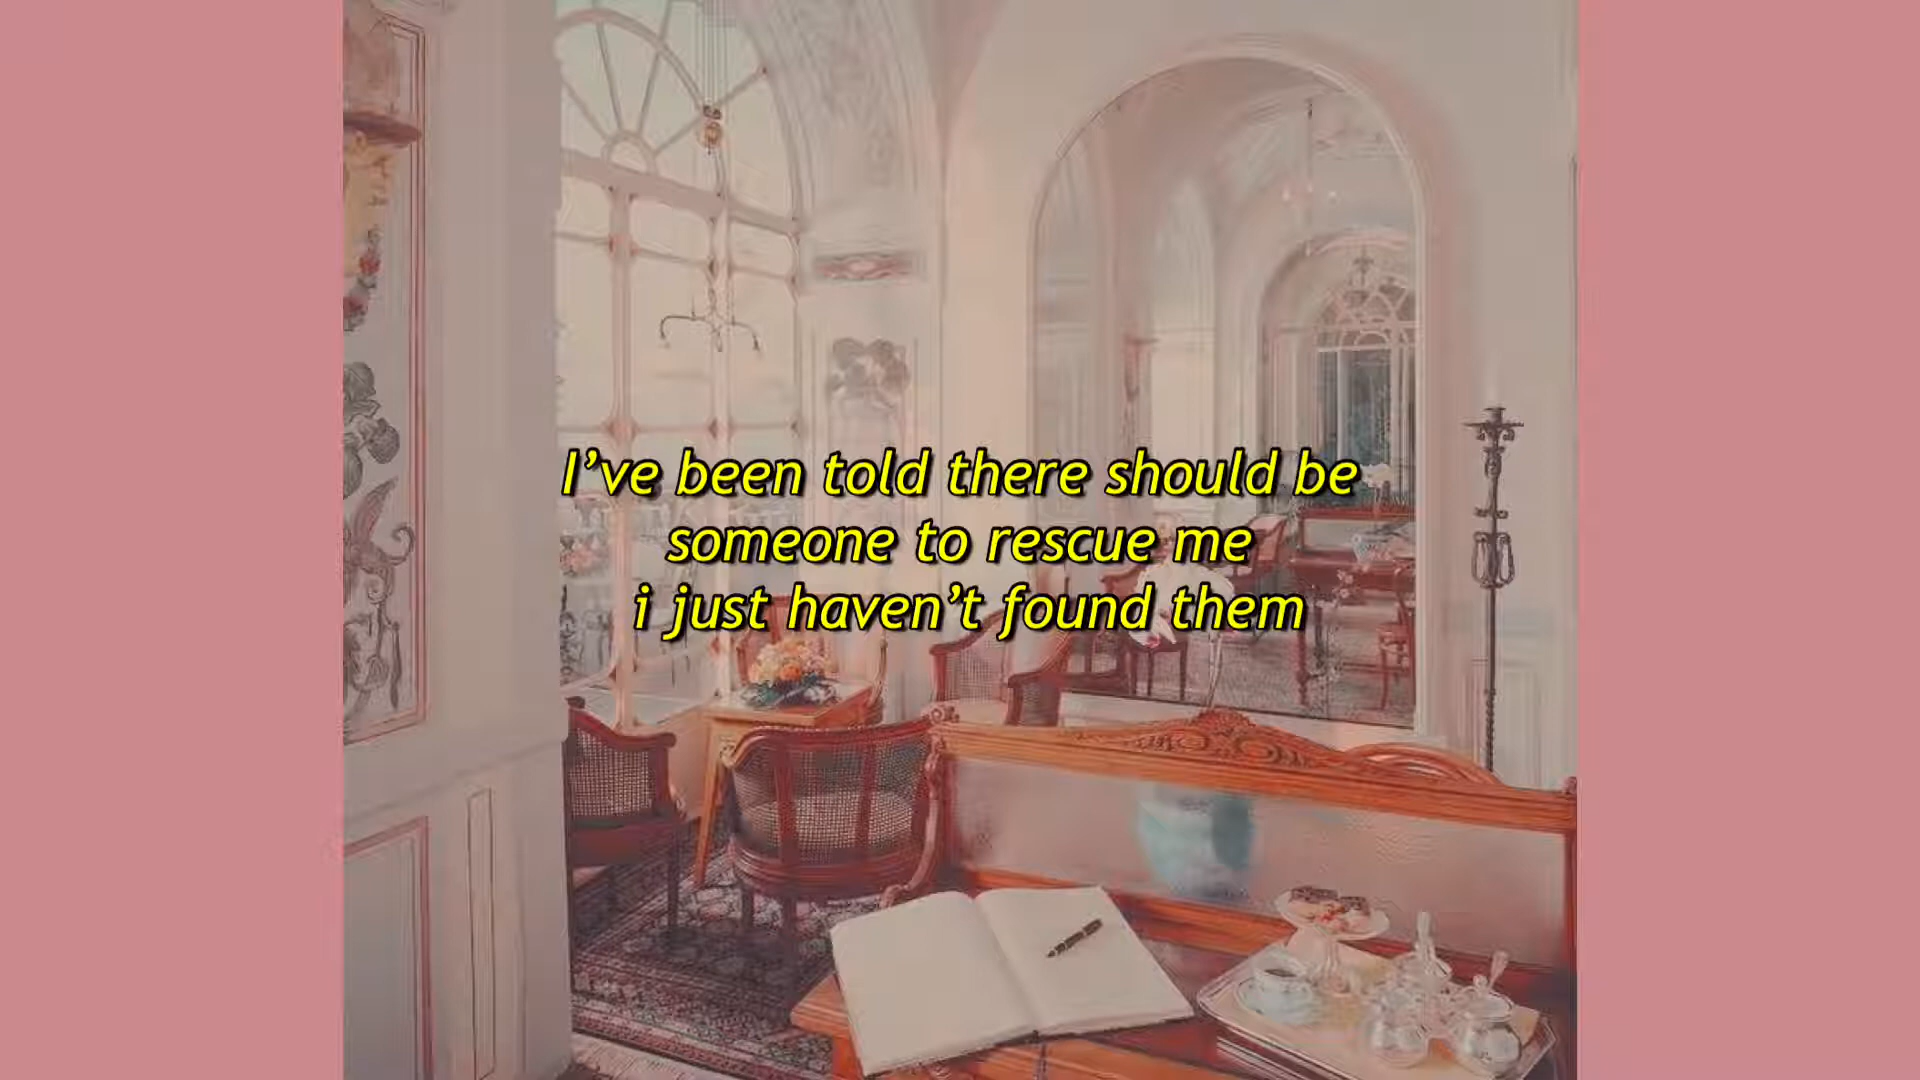 I’ve been told there should be
someone to rescue me
i just haven’t found them